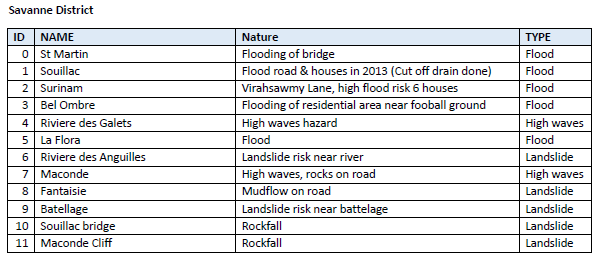 Savanne District
ID NAME Nature TYPE
0 St Martin Flooding of bridge Flood
1 Souillac Flood road & houses in 2013 (Cut off drain done) Flood
2 Surinam Virahsawmy Lane, high flood risk 6 houses Flood
3 Bel Ombre Flooding of residential area near fooball ground Flood
4 Riviere des Galets High waves hazard High waves
5 La Flora Flood Flood
6 Riviere des Anguilles Landslide risk near river Landslide
7 Maconde High waves, rocks on road High waves
8 Fantaisie Mudflow on road Landslide
9 Batellage Landslide risk near battelage Landslide
10 Souillac bridge Rockfall Landslide
11 Maconde Cliff Rockfall Landslide